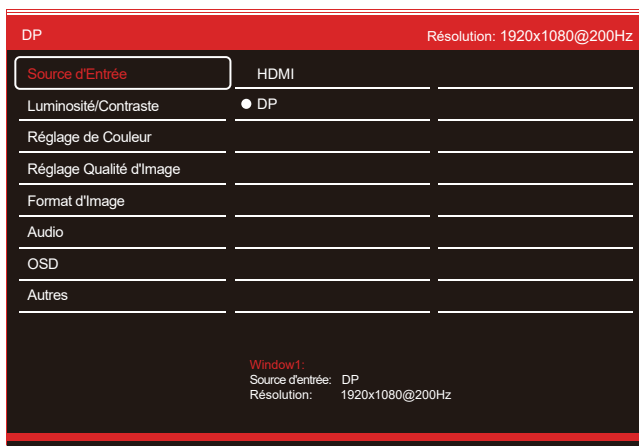 DP Résolution: 1920x1080@200Hz
Source d'Entrée HDMI
Luminosité/Contraste DP
Réglage de Couleur
Réglage Qualité d'Image
Format d'Image
Audio
OSD
Autres
Window1:
Source d'entrée: DP
Résolution: 1920x1080@200Hz